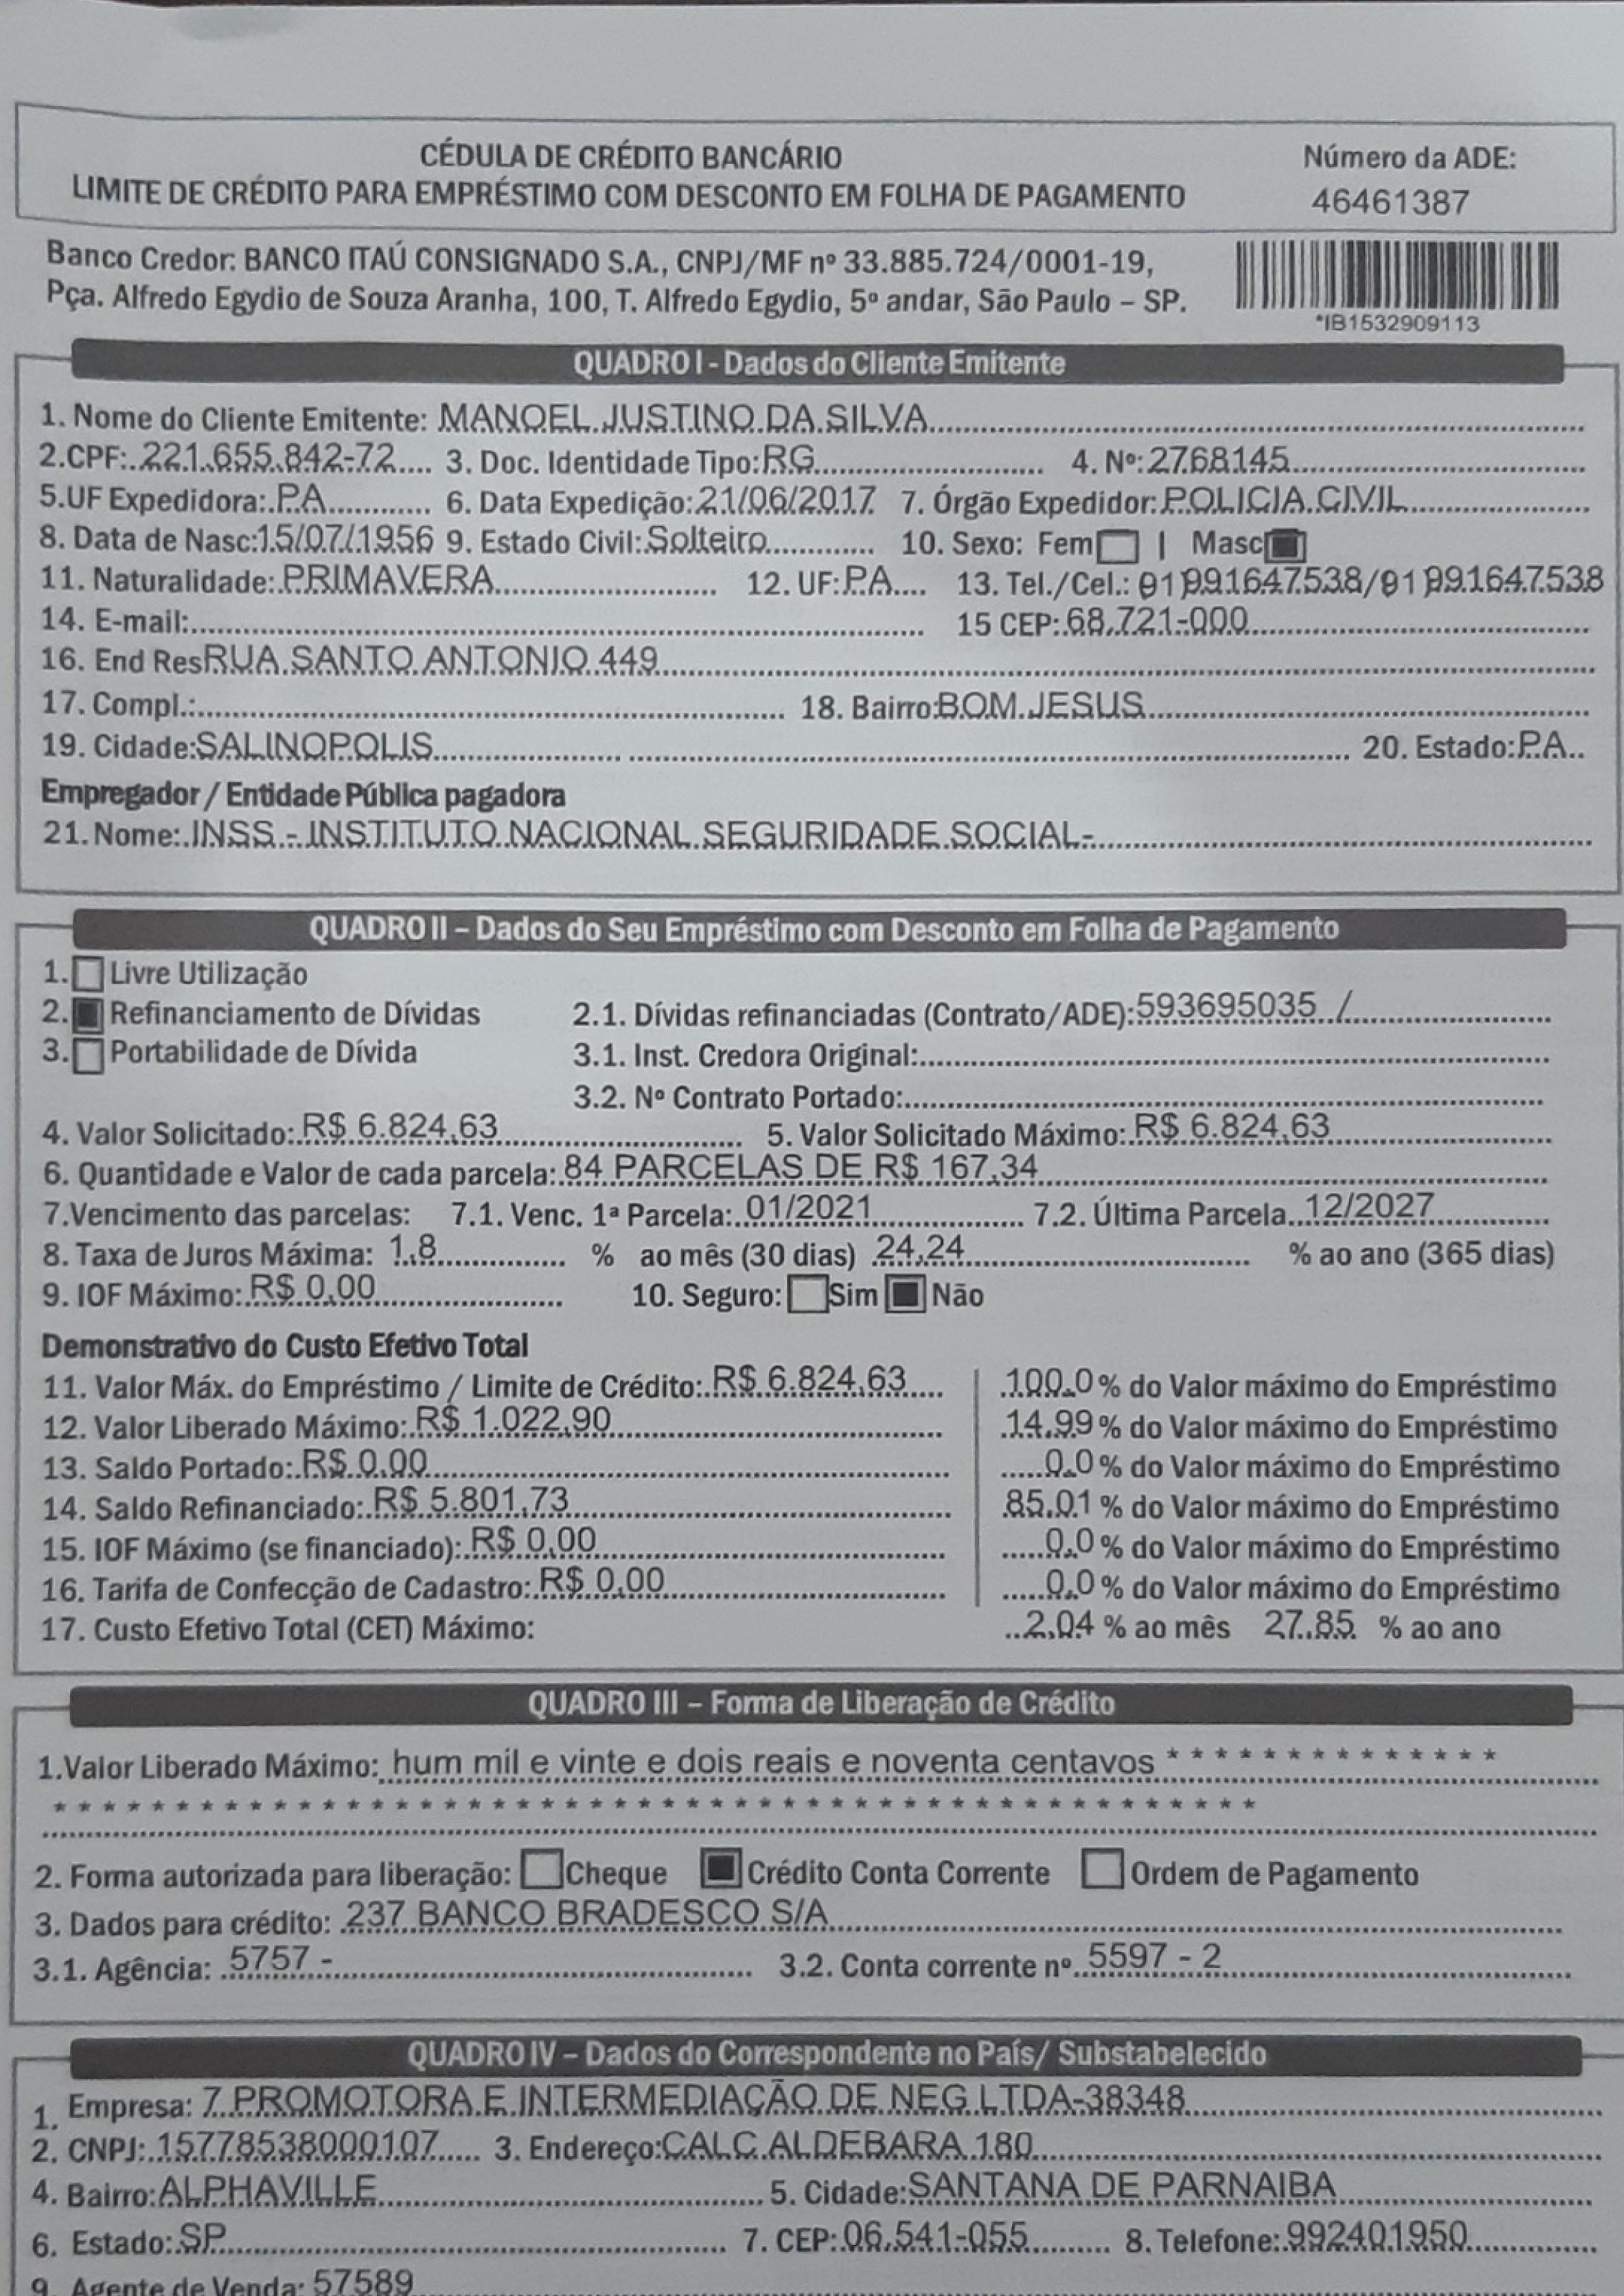 CÉDULA DE CRÉDITO BANCÁRIO
LIMITE DE CRÉDITO PARA EMPRÉSTIMO COM DESCONTO EM FOLHA DE PAGAMENTO
Número da ADE:
46461387
Banco Credor: BANCO ITAÚ CONSIGNADO S.A., CNPJ/MF nº 33.885.724/0001-19,
Pça. Alfredo Egydio de Souza Aranha, 100, T. Alfredo Egydio, 5º andar, São Paulo – SP.
*IB1532909113
QUADRO I - Dados do Cliente Emitente
1. Nome do Cliente Emitente: MANOEL JUSTINO DA SILVA
2.CPF: 221.655.842-72 3. Doc. Identidade Tipo: RG 4. Nº: 2768145
5.UF Expedidora: PA 6. Data Expedição: 21/06/2017 7. Órgão Expedidor: POLICIA CIVIL
8. Data de Nasc: 15/07/1956 9. Estado Civil: Solteiro 10. Sexo: Fem | Masc
11. Naturalidade: PRIMAVERA 12. UF: PA 13. Tel./Cel.: 91)991647538/91)991647538
14. E-mail: 15 CEP: 68.721-000
16. End Res RUA SANTO ANTONIO 449
17. Compl.: 18. Bairro: BOM JESUS
19. Cidade: SALINOPOLIS 20. Estado: PA
Empregador / Entidade Pública pagadora
21. Nome: INSS - INSTITUTO NACIONAL SEGURIDADE SOCIAL-
QUADRO II – Dados do Seu Empréstimo com Desconto em Folha de Pagamento
1. Livre Utilização
2. Refinanciamento de Dívidas 2.1. Dívidas refinanciadas (Contrato/ADE): 593695035 /
3. Portabilidade de Dívida 3.1. Inst. Credora Original:
3.2. Nº Contrato Portado:
4. Valor Solicitado: R$ 6.824,63 5. Valor Solicitado Máximo: R$ 6.824,63
6. Quantidade e Valor de cada parcela: 84 PARCELAS DE R$ 167,34
7.Vencimento das parcelas: 7.1. Venc. 1ª Parcela: 01/2021 7.2. Última Parcela 12/2027
8. Taxa de Juros Máxima: 1,8 % ao mês (30 dias) 24,24 % ao ano (365 dias)
9. IOF Máximo: R$ 0,00 10. Seguro: Sim Não
Demonstrativo do Custo Efetivo Total
11. Valor Máx. do Empréstimo / Limite de Crédito: R$ 6.824,63 100.0 % do Valor máximo do Empréstimo
12. Valor Liberado Máximo: R$ 1.022,90 14.99 % do Valor máximo do Empréstimo
13. Saldo Portado: R$ 0,00 0.0 % do Valor máximo do Empréstimo
14. Saldo Refinanciado: R$ 5.801,73 85.01 % do Valor máximo do Empréstimo
15. IOF Máximo (se financiado): R$ 0,00 0.0 % do Valor máximo do Empréstimo
16. Tarifa de Confecção de Cadastro: R$ 0,00 0.0 % do Valor máximo do Empréstimo
17. Custo Efetivo Total (CET) Máximo: 2,04 % ao mês 27,85 % ao ano
QUADRO III – Forma de Liberação de Crédito
1.Valor Liberado Máximo: hum mil e vinte e dois reais e noventa centavos * * * * * * * * * * * * * *
* * * * * * * * * * * * * * * * * * * * * * * * * * * * * * * * * * * * * * * * * * * * * * * * * *
2. Forma autorizada para liberação: Cheque Crédito Conta Corrente Ordem de Pagamento
3. Dados para crédito: 237 BANCO BRADESCO S/A
3.1. Agência: 5757 - 3.2. Conta corrente nº 5597 - 2
QUADRO IV – Dados do Correspondente no País/ Substabelecido
1. Empresa: 7 PROMOTORA E INTERMEDIAÇÃO DE NEG LTDA-38348
2. CNPJ: 15778538000107 3. Endereço: CALC ALDEBARA 180
4. Bairro: ALPHAVILLE 5. Cidade: SANTANA DE PARNAIBA
6. Estado: SP 7. CEP: 06.541-055 8. Telefone: 992401950
9. Agente de Venda: 57589